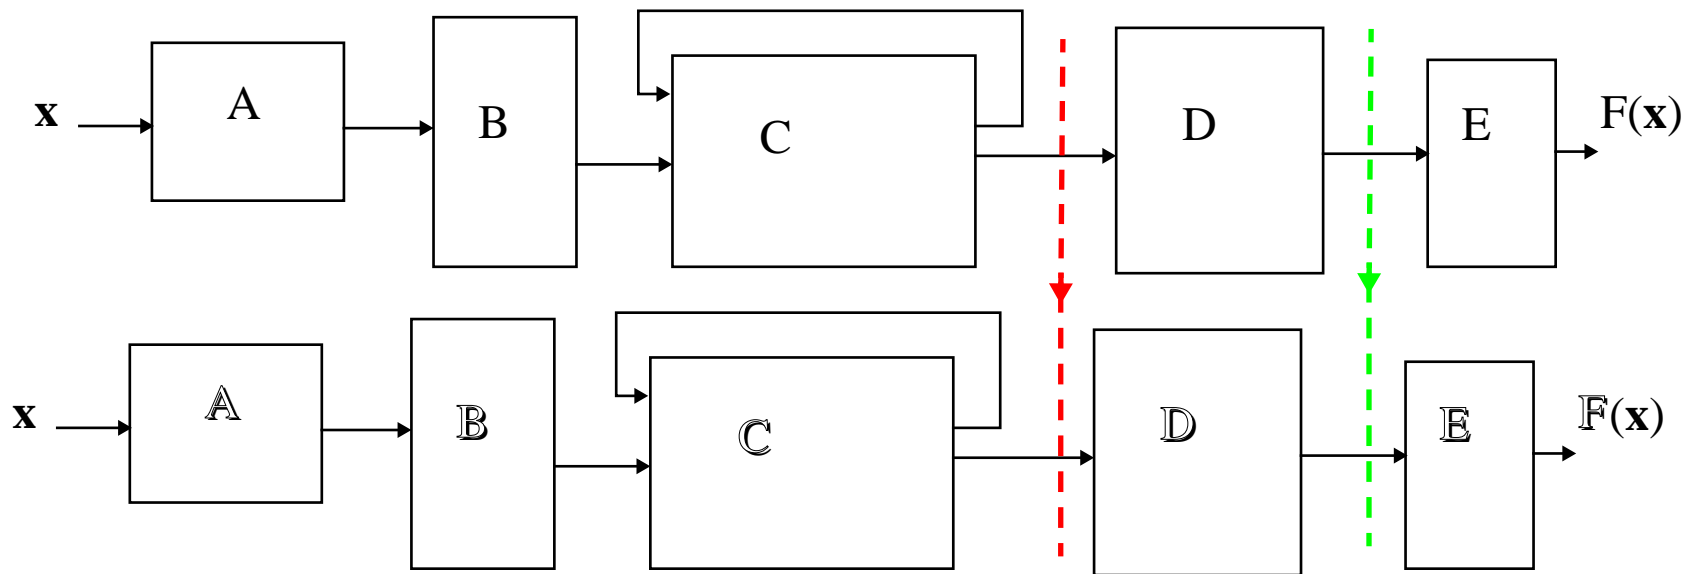 x A B C D E F(x)
x 𝔸 𝔹 ℂ 𝔻 𝔼 𝔽(x)